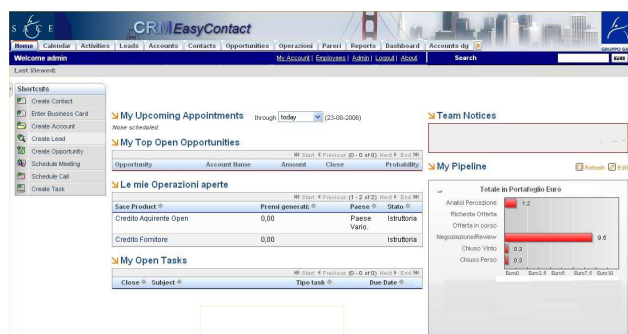 SACE
CRM EasyContact
Home Calendar Activities Leads Accounts Contacts Opportunities Operazioni Pareri Reports Dashboard Accounts dg
GRUPPO
Welcome admin
My Account | Employees | Admin | Logout | About
Search
Last Viewed:
Shortcuts
Create Contact
Enter Business Card
Create Account
Create Lead
Create Opportunity
Schedule Meeting
Schedule Call
Create Task
My Upcoming Appointments through today (23-08-2006)
None scheduled.
My Top Open Opportunities
Start Previous (0 - 0 of 0) Next End
Opportunity Account Name Amount Close Probability
Le mie Operazioni aperte
Start Previous (1 - 2 of 2) Next End
Sace Product Premi generati: Paese Stato
Credito Aquirente Open 0,00 Paese Vario. Istruttoria
Credito Fornitore 0,00 Istruttoria
My Open Tasks
Start Previous (0 - 0 of 0) Next End
Close Subject Tipo task Due Date
Team Notices
My Pipeline
Refresh Edit
Totale in Portafoglio Euro
Analisi Percezione 1.2
Richiesta Offerta
Offerta in corso
Negoziazione/Review 9.5
Chiuso Vinto 0.3
Chiuso Perso 0.3
Euro0 Euro2.5 Euro5 Euro7.5 Euro10